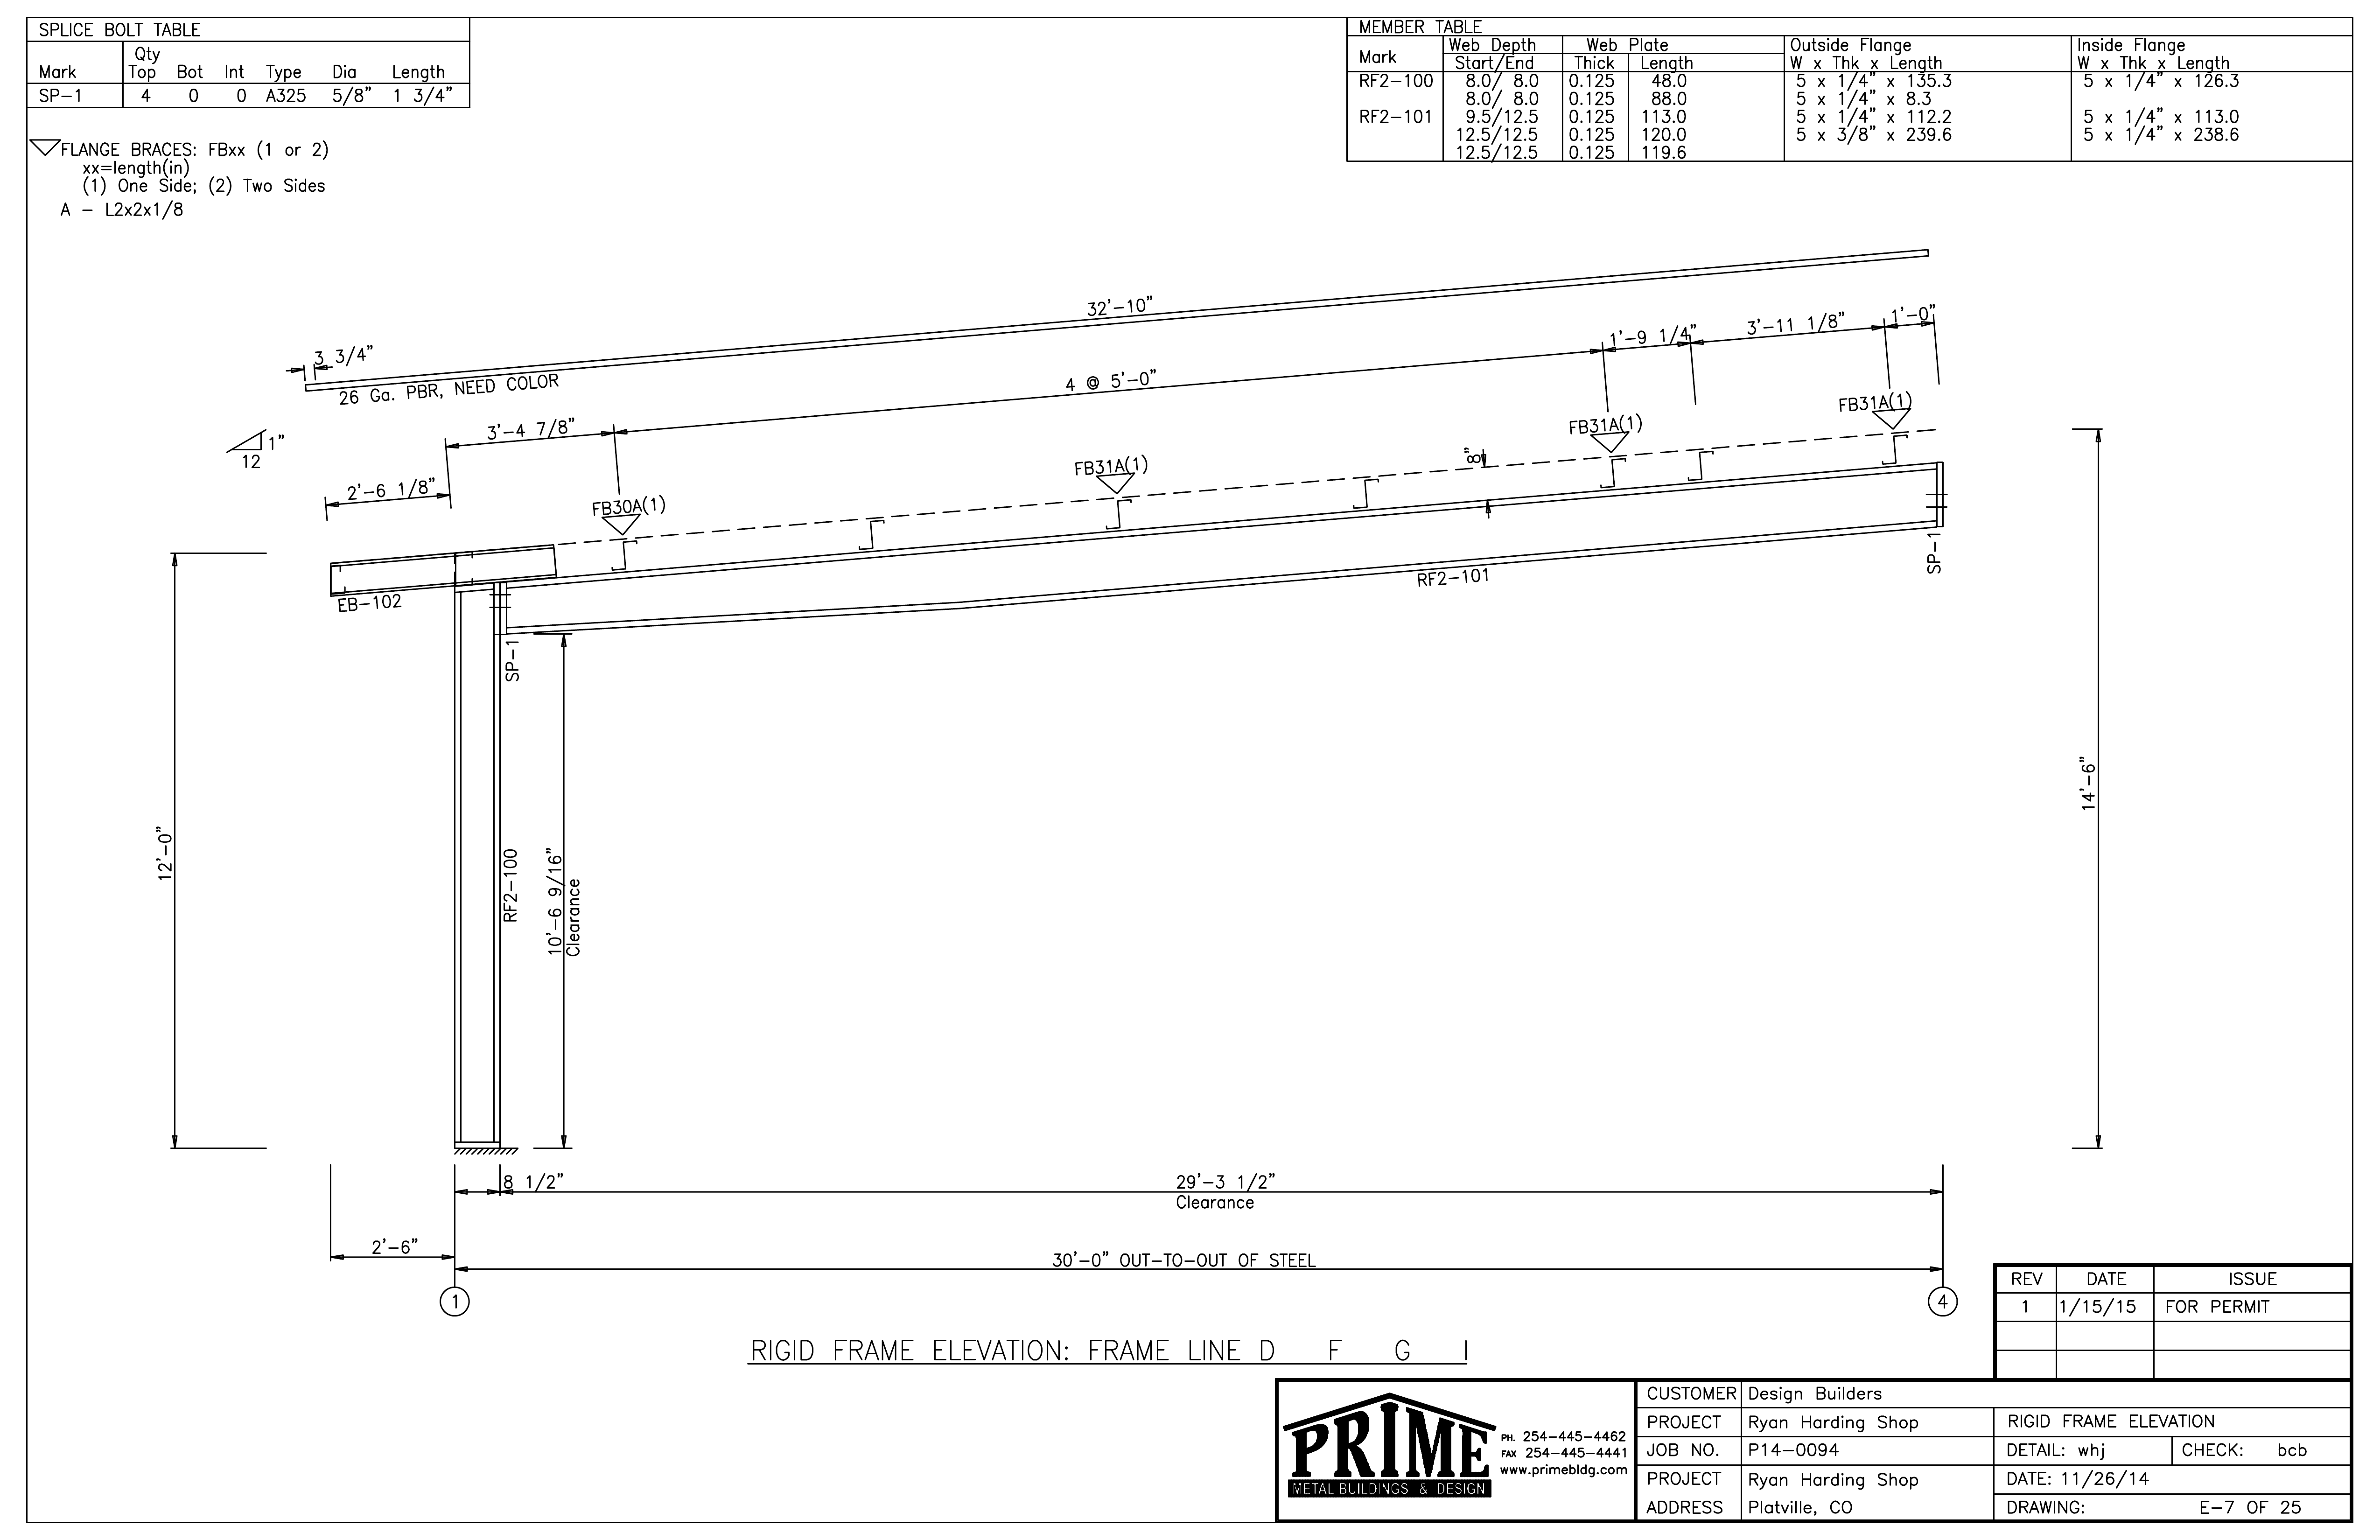 SPLICE BOLT TABLE
Qty
Mark Top Bot Int Type Dia Length
SP-1 4 0 0 A325 5/8" 1 3/4"
FLANGE BRACES: FBxx (1 or 2)
xx=length(in)
(1) One Side; (2) Two Sides
A - L2x2x1/8
MEMBER TABLE
Mark Web Depth Web Plate Outside Flange Inside Flange
Start/End Thick Length W x Thk x Length W x Thk x Length
RF2-100 8.0/ 8.0 0.125 48.0 5 x 1/4" x 135.3 5 x 1/4" x 126.3
8.0/ 8.0 0.125 88.0 5 x 1/4" x 8.3
RF2-101 9.5/12.5 0.125 113.0 5 x 1/4" x 112.2 5 x 1/4" x 113.0
12.5/12.5 0.125 120.0 5 x 3/8" x 239.6 5 x 1/4" x 238.6
12.5/12.5 0.125 119.6
32'-10"
3 3/4"
26 Ga. PBR, NEED COLOR
1'-0"
3'-11 1/8"
1'-9 1/4"
4 @ 5'-0"
3'-4 7/8"
2'-6 1/8"
1"
12
FB30A(1)
FB31A(1)
FB31A(1)
FB31A(1)
8"
EB-102
RF2-101
SP-1
SP-1
12'-0"
RF2-100
10'-6 9/16"
Clearance
14'-6"
8 1/2"
29'-3 1/2"
Clearance
2'-6"
30'-0" OUT-TO-OUT OF STEEL
1
4
RIGID FRAME ELEVATION: FRAME LINE D F G I
REV DATE ISSUE
1 1/15/15 FOR PERMIT
PRIME
METAL BUILDINGS & DESIGN
PH. 254-445-4462
FAX 254-445-4441
www.primebldg.com
CUSTOMER Design Builders
PROJECT Ryan Harding Shop RIGID FRAME ELEVATION
JOB NO. P14-0094 DETAIL: whj CHECK: bcb
PROJECT Ryan Harding Shop DATE: 11/26/14
ADDRESS Platville, CO DRAWING: E-7 OF 25